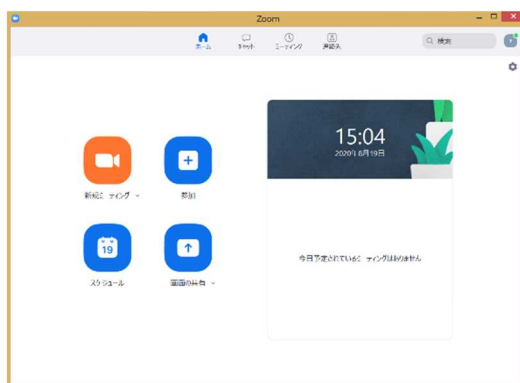 Zoom
ホーム
チャット
ミーティング
連絡先
検索
15:04
2020年8月19日
新規ミーティング
参加
19
スケジュール
画面の共有
今日予定されているミーティングはありません